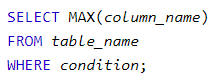 SELECT MAX(column_name)
FROM table_name
WHERE condition;